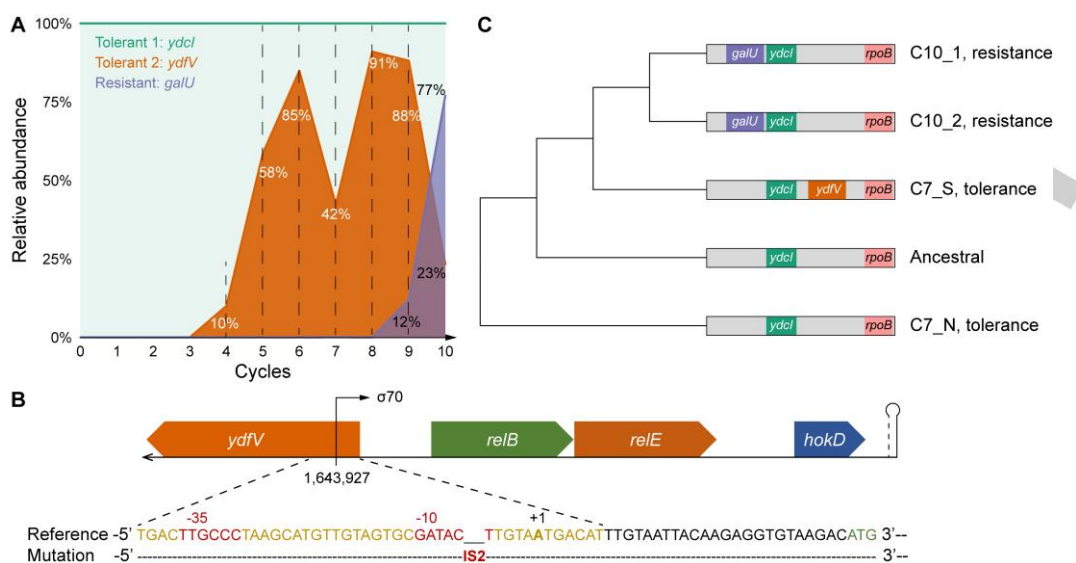 A
100%
75%
50%
25%
0%
Relative abundance
Tolerant 1: ydcI
Tolerant 2: ydfV
Resistant: galU
10%
58%
85%
42%
91%
88%
77%
23%
12%
0 1 2 3 4 5 6 7 8 9 10
Cycles
C
galU ydcI rpoB C10_1, resistance
galU ydcI rpoB C10_2, resistance
ydcI ydfV rpoB C7_S, tolerance
ydcI rpoB Ancestral
ydcI rpoB C7_N, tolerance
B
σ70
ydfV relB relE hokD
1,643,927
-35 -10 +1
Reference -5' TGACTTGCCCTAAGCATGTTGTAGTGCGATAC__TTGTAATGACATTTGTAATTACAAGAGGTGTAAGACATG 3'--
Mutation -5' IS2 3'--